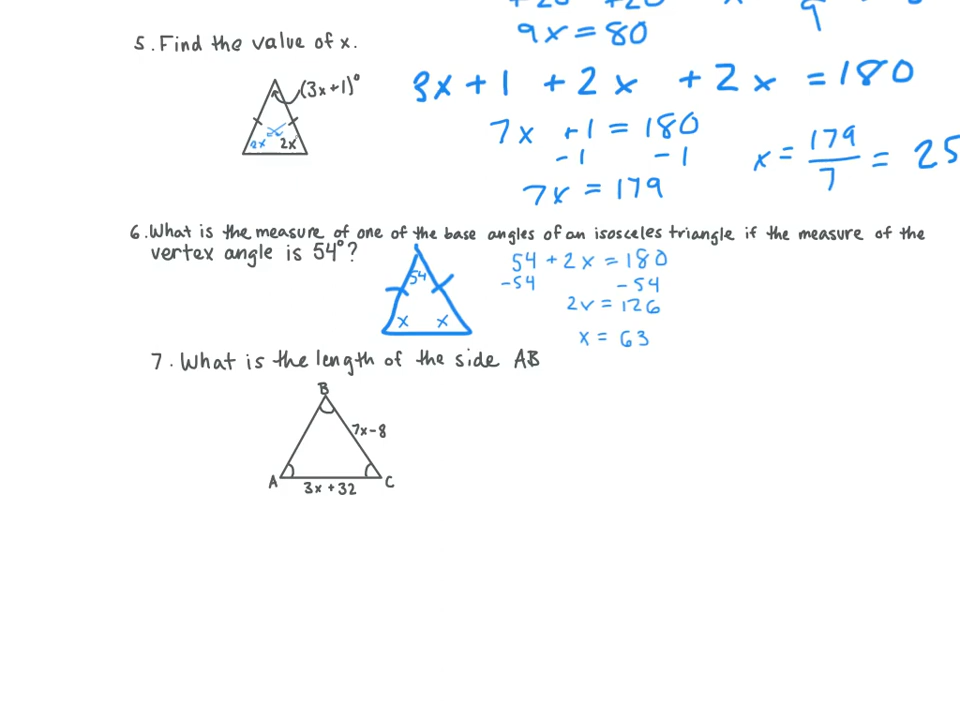 9x = 80
9
5. Find the value of x.
(3x+1)°
2x
2x
3x + 1 + 2x + 2x = 180
7x + 1 = 180
-1 -1
7x = 179
x = 179/7 = 25
6. What is the measure of one of the base angles of an isosceles triangle if the measure of the
vertex angle is 54°?
54
x x
54 + 2x = 180
-54 -54
2x = 126
x = 63
7. What is the length of the side AB
B
7x-8
A
3x+32
C